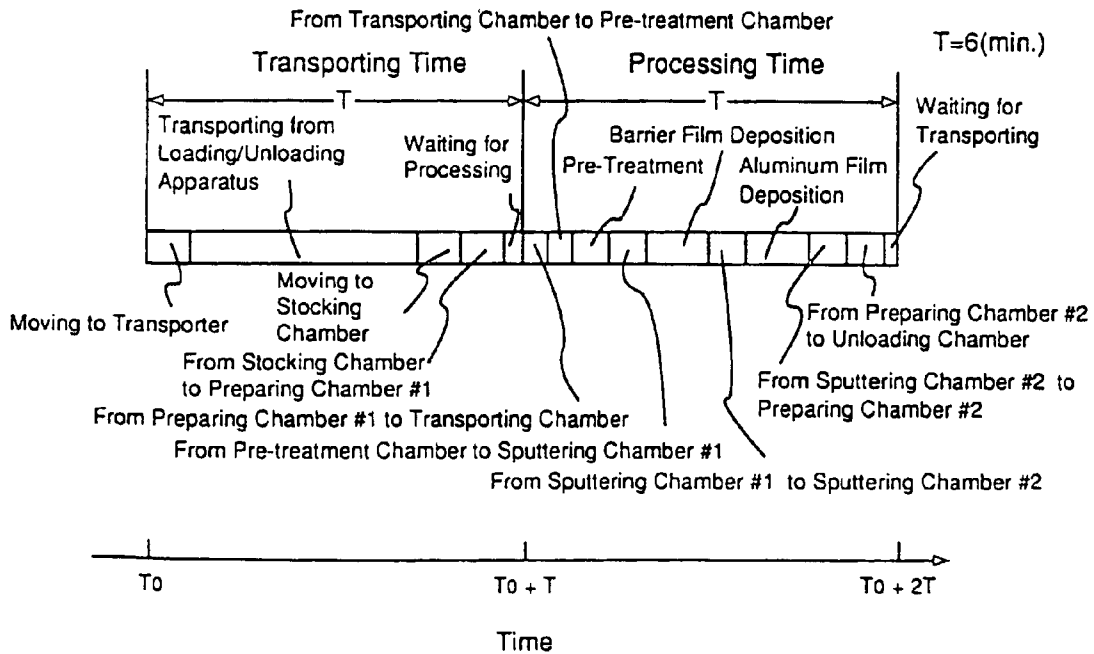 From Transporting Chamber to Pre-treatment Chamber
T=6(min.)
Transporting Time
Processing Time
T
T
Waiting for
Transporting
Transporting from
Loading/Unloading
Apparatus
Waiting for
Processing
Barrier Film Deposition
Pre-Treatment
Aluminum Film
Deposition
Moving to Transporter
Moving to
Stocking
Chamber
From Stocking Chamber
to Preparing Chamber #1
From Preparing Chamber #1 to Transporting Chamber
From Pre-treatment Chamber to Sputtering Chamber #1
From Sputtering Chamber #1 to Sputtering Chamber #2
From Preparing Chamber #2
to Unloading Chamber
From Sputtering Chamber #2 to
Preparing Chamber #2
To
To + T
To + 2T
Time